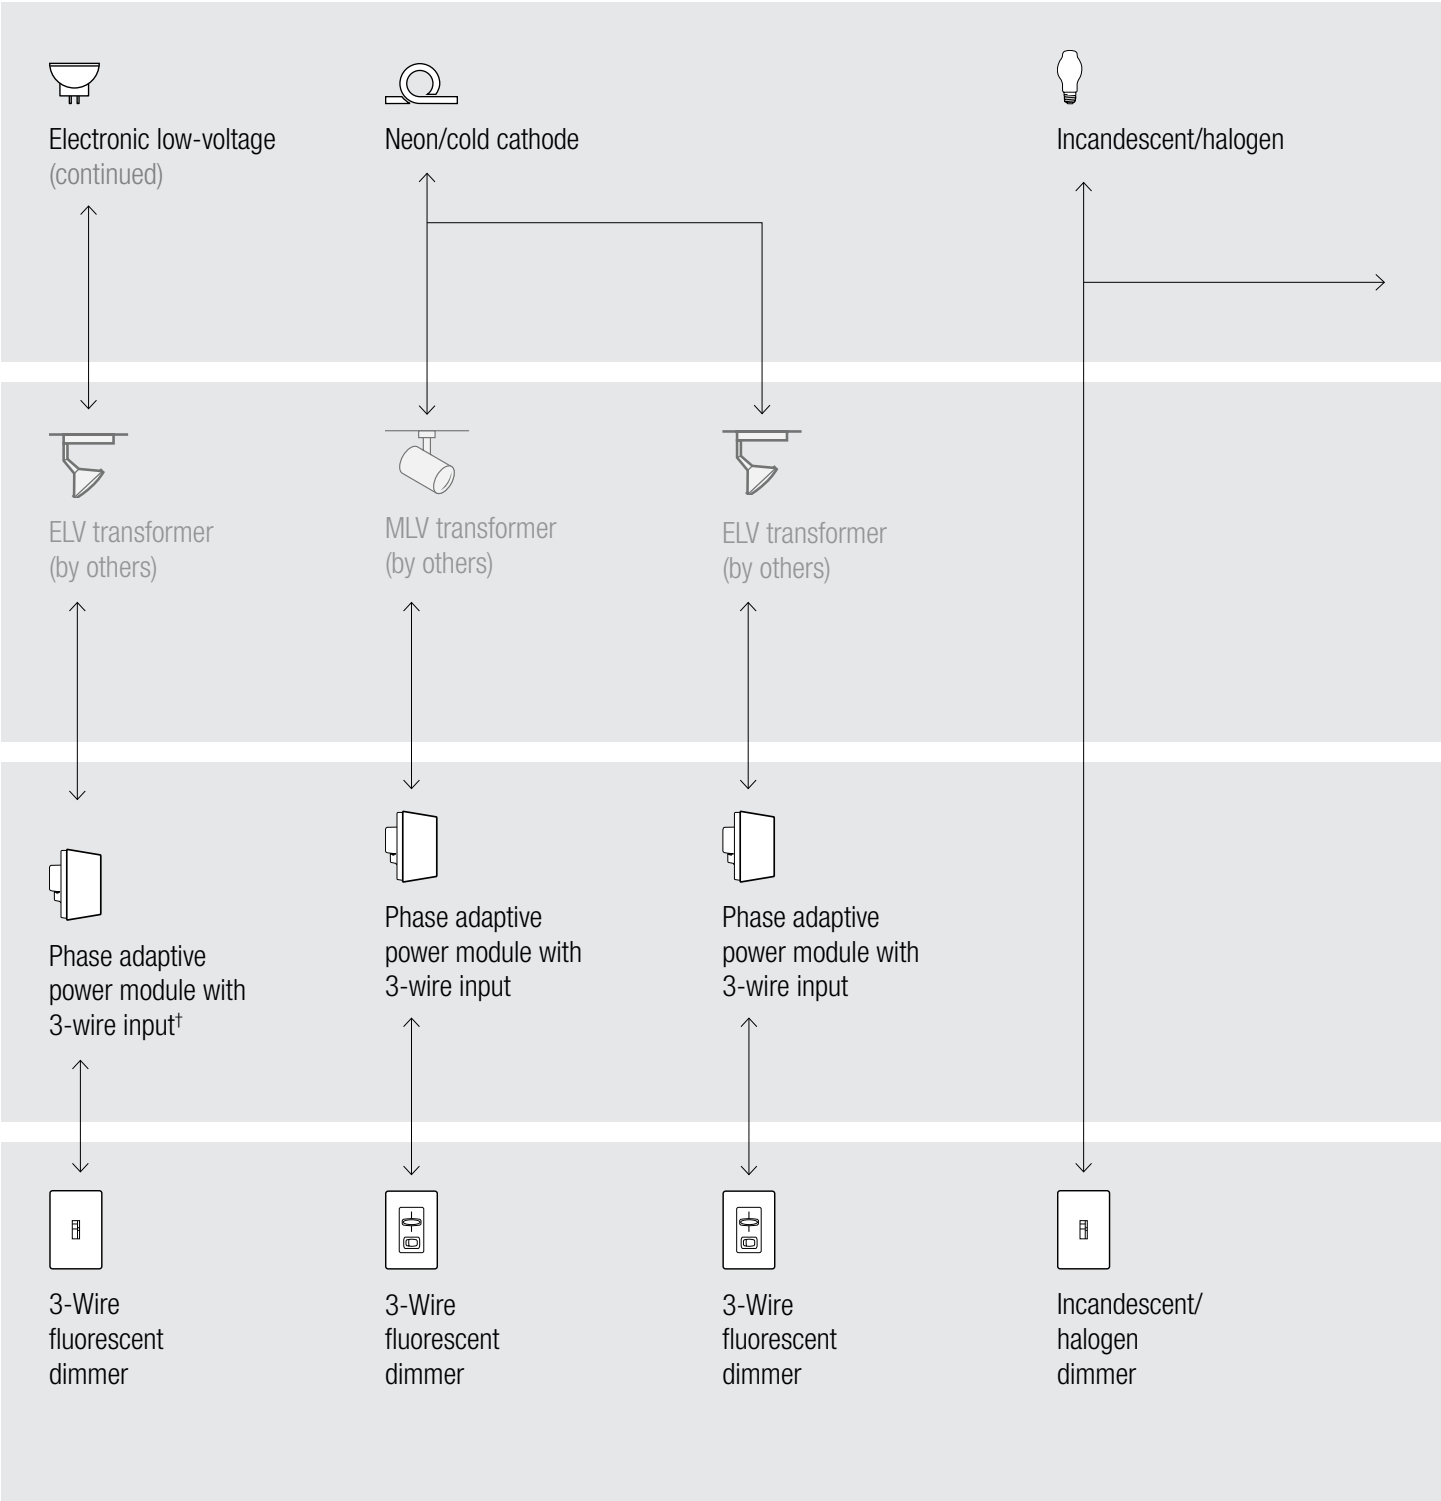 Electronic low-voltage
(continued)
Neon/cold cathode
Incandescent/halogen
ELV transformer
(by others)
MLV transformer
(by others)
ELV transformer
(by others)
Phase adaptive
power module with
3-wire input†
Phase adaptive
power module with
3-wire input
Phase adaptive
power module with
3-wire input
3-Wire
fluorescent
dimmer
3-Wire
fluorescent
dimmer
3-Wire
fluorescent
dimmer
Incandescent/
halogen
dimmer